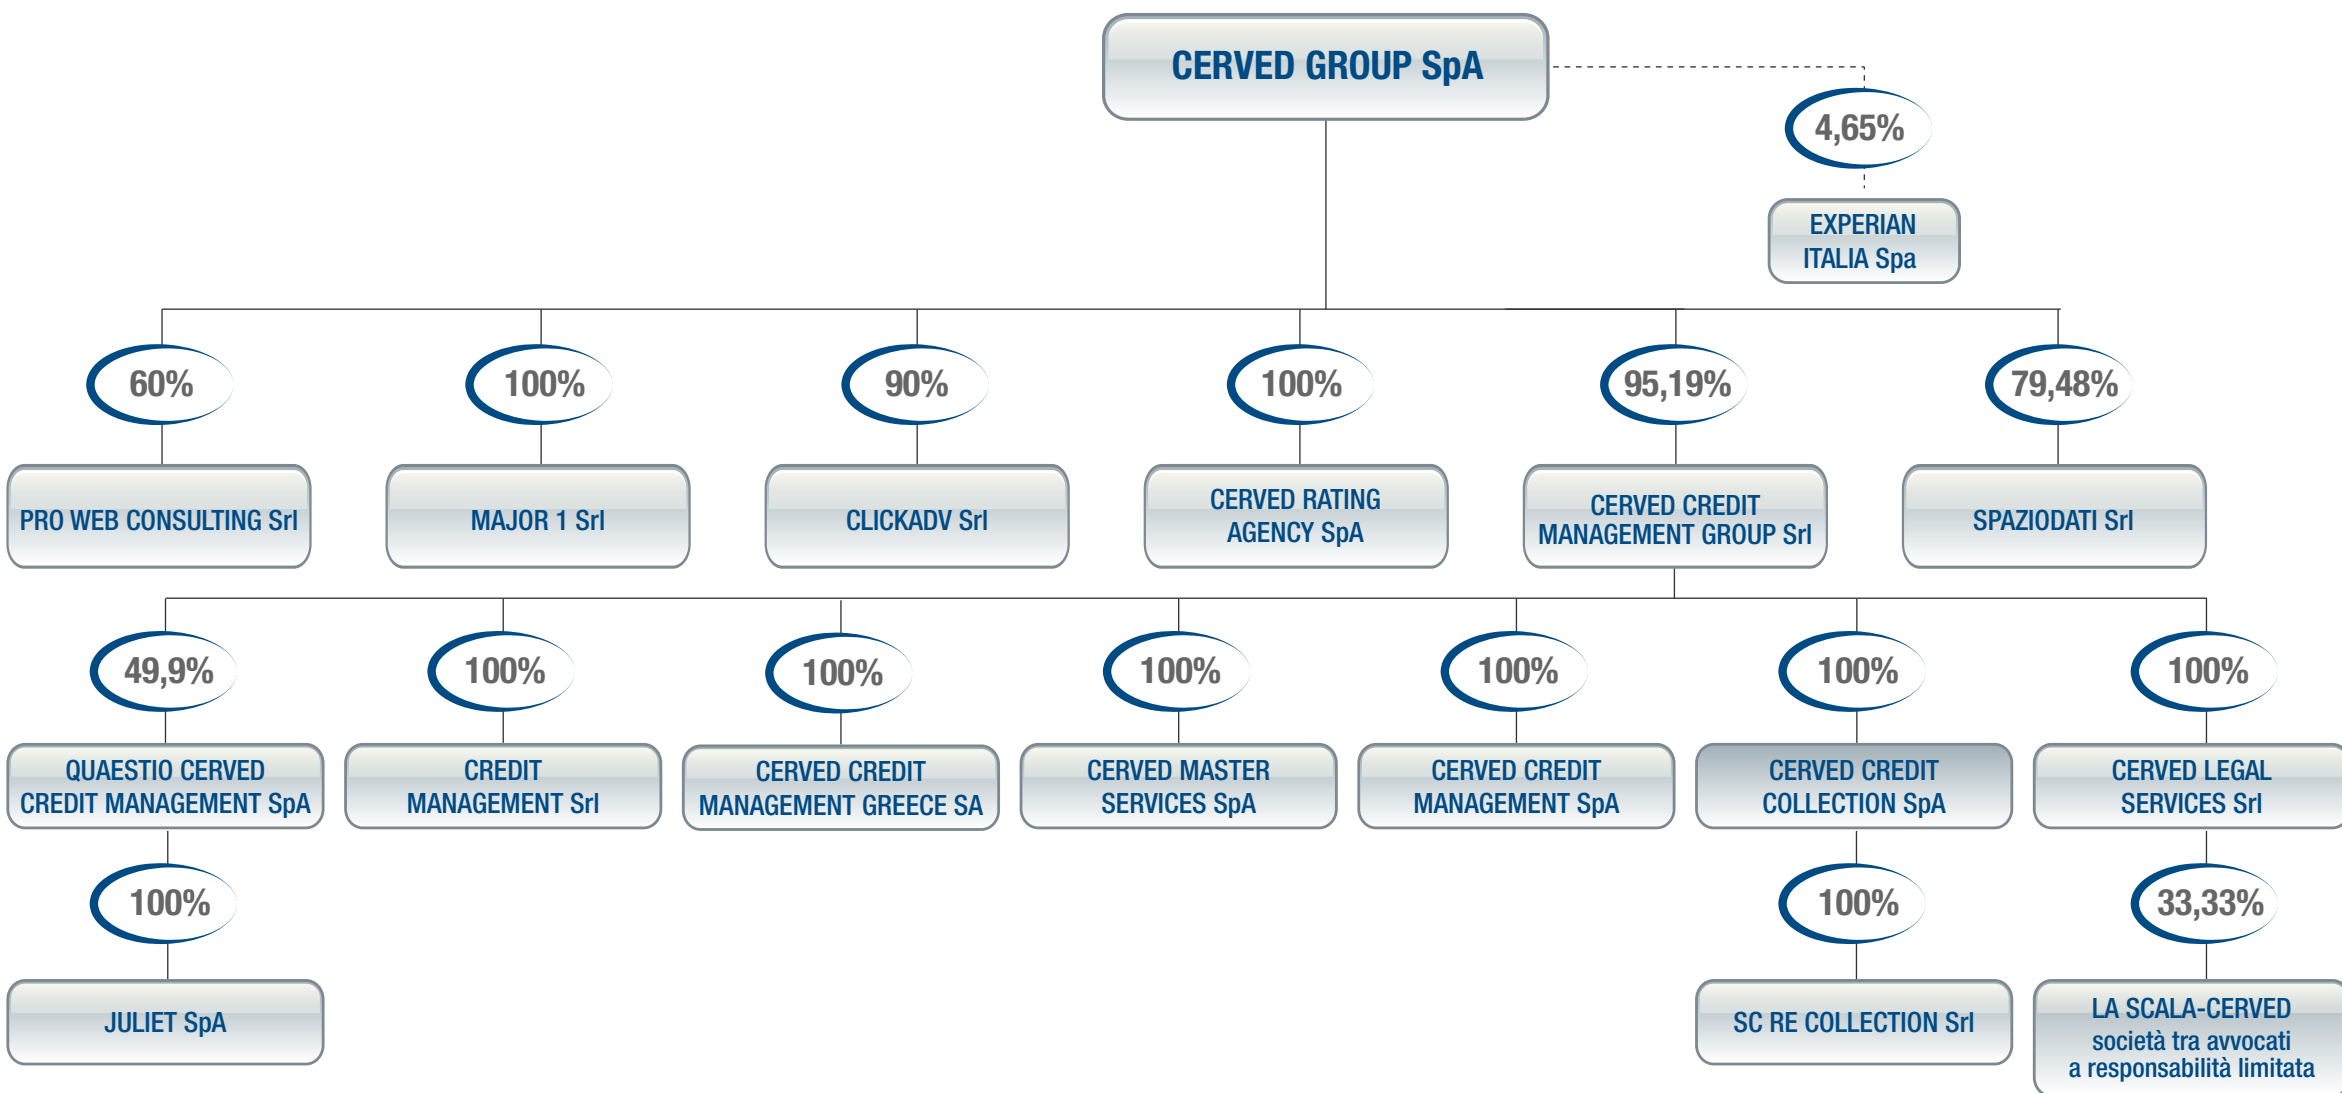 CERVED GROUP SpA
4,65%
EXPERIAN
ITALIA Spa
60%
100%
90%
100%
95,19%
79,48%
PRO WEB CONSULTING Srl
MAJOR 1 Srl
CLICKADV Srl
CERVED RATING
AGENCY SpA
CERVED CREDIT
MANAGEMENT GROUP Srl
SPAZIODATI Srl
49,9%
100%
100%
100%
100%
100%
100%
QUAESTIO CERVED
CREDIT MANAGEMENT SpA
CREDIT
MANAGEMENT Srl
CERVED CREDIT
MANAGEMENT GREECE SA
CERVED MASTER
SERVICES SpA
CERVED CREDIT
MANAGEMENT SpA
CERVED CREDIT
COLLECTION SpA
CERVED LEGAL
SERVICES Srl
100%
100%
33,33%
JULIET SpA
SC RE COLLECTION Srl
LA SCALA-CERVED
società tra avvocati
a responsabilità limitata